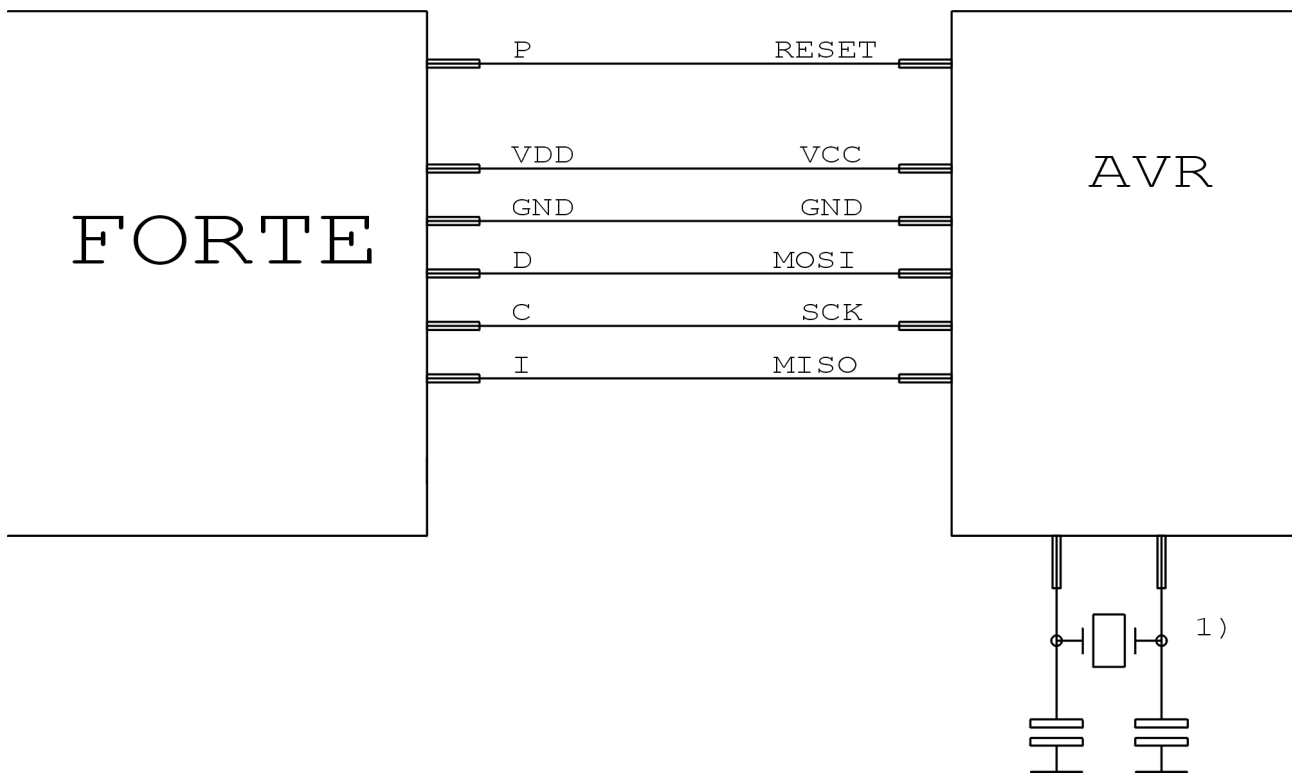 P RESET
VDD VCC
AVR
GND GND
FORTE
D MOSI
C SCK
I MISO
1)